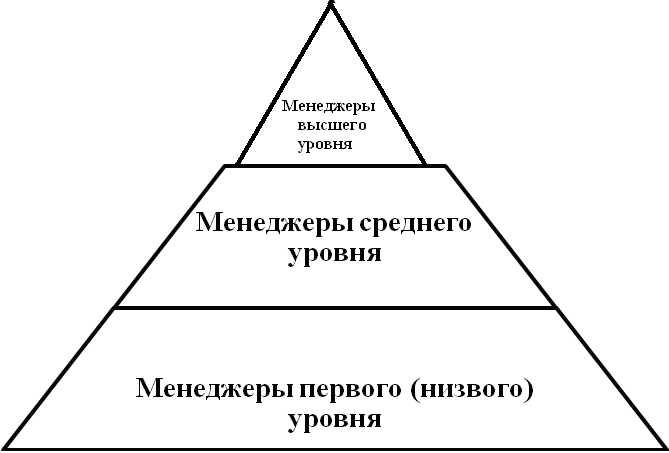 Менеджеры
высшего
уровня
Менеджеры среднего
уровня
Менеджеры первого (низвого)
уровня